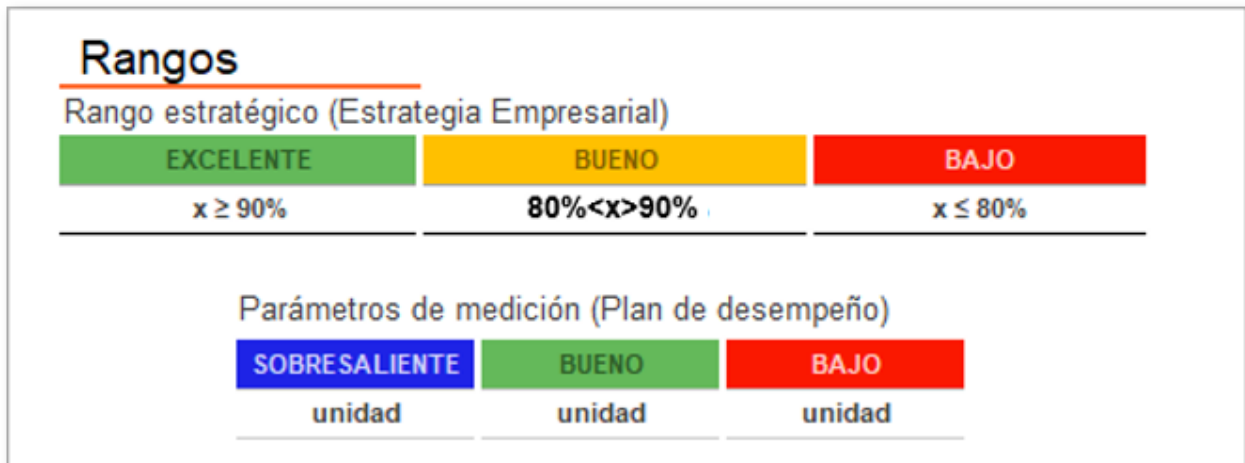 Rangos
Rango estratégico (Estrategia Empresarial)
EXCELENTE BUENO BAJO
x ≥ 90% 80%<x>90% x ≤ 80%
Parámetros de medición (Plan de desempeño)
SOBRESALIENTE BUENO BAJO
unidad unidad unidad